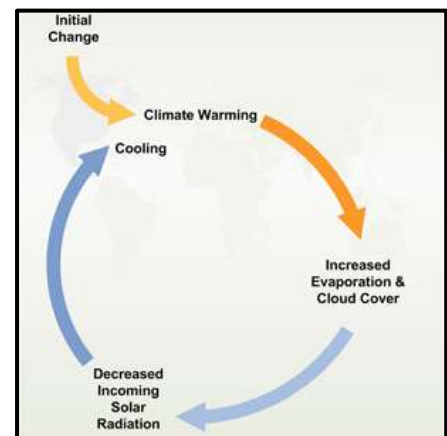 Initial
Change
Climate Warming
Cooling
Increased
Evaporation &
Cloud Cover
Decreased
Incoming
Solar
Radiation